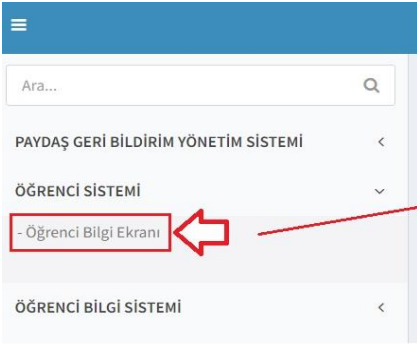 Ara...
PAYDAŞ GERİ BİLDİRİM YÖNETİM SİSTEMİ
ÖĞRENCİ SİSTEMİ
- Öğrenci Bilgi Ekranı
ÖĞRENCİ BİLGİ SİSTEMİ